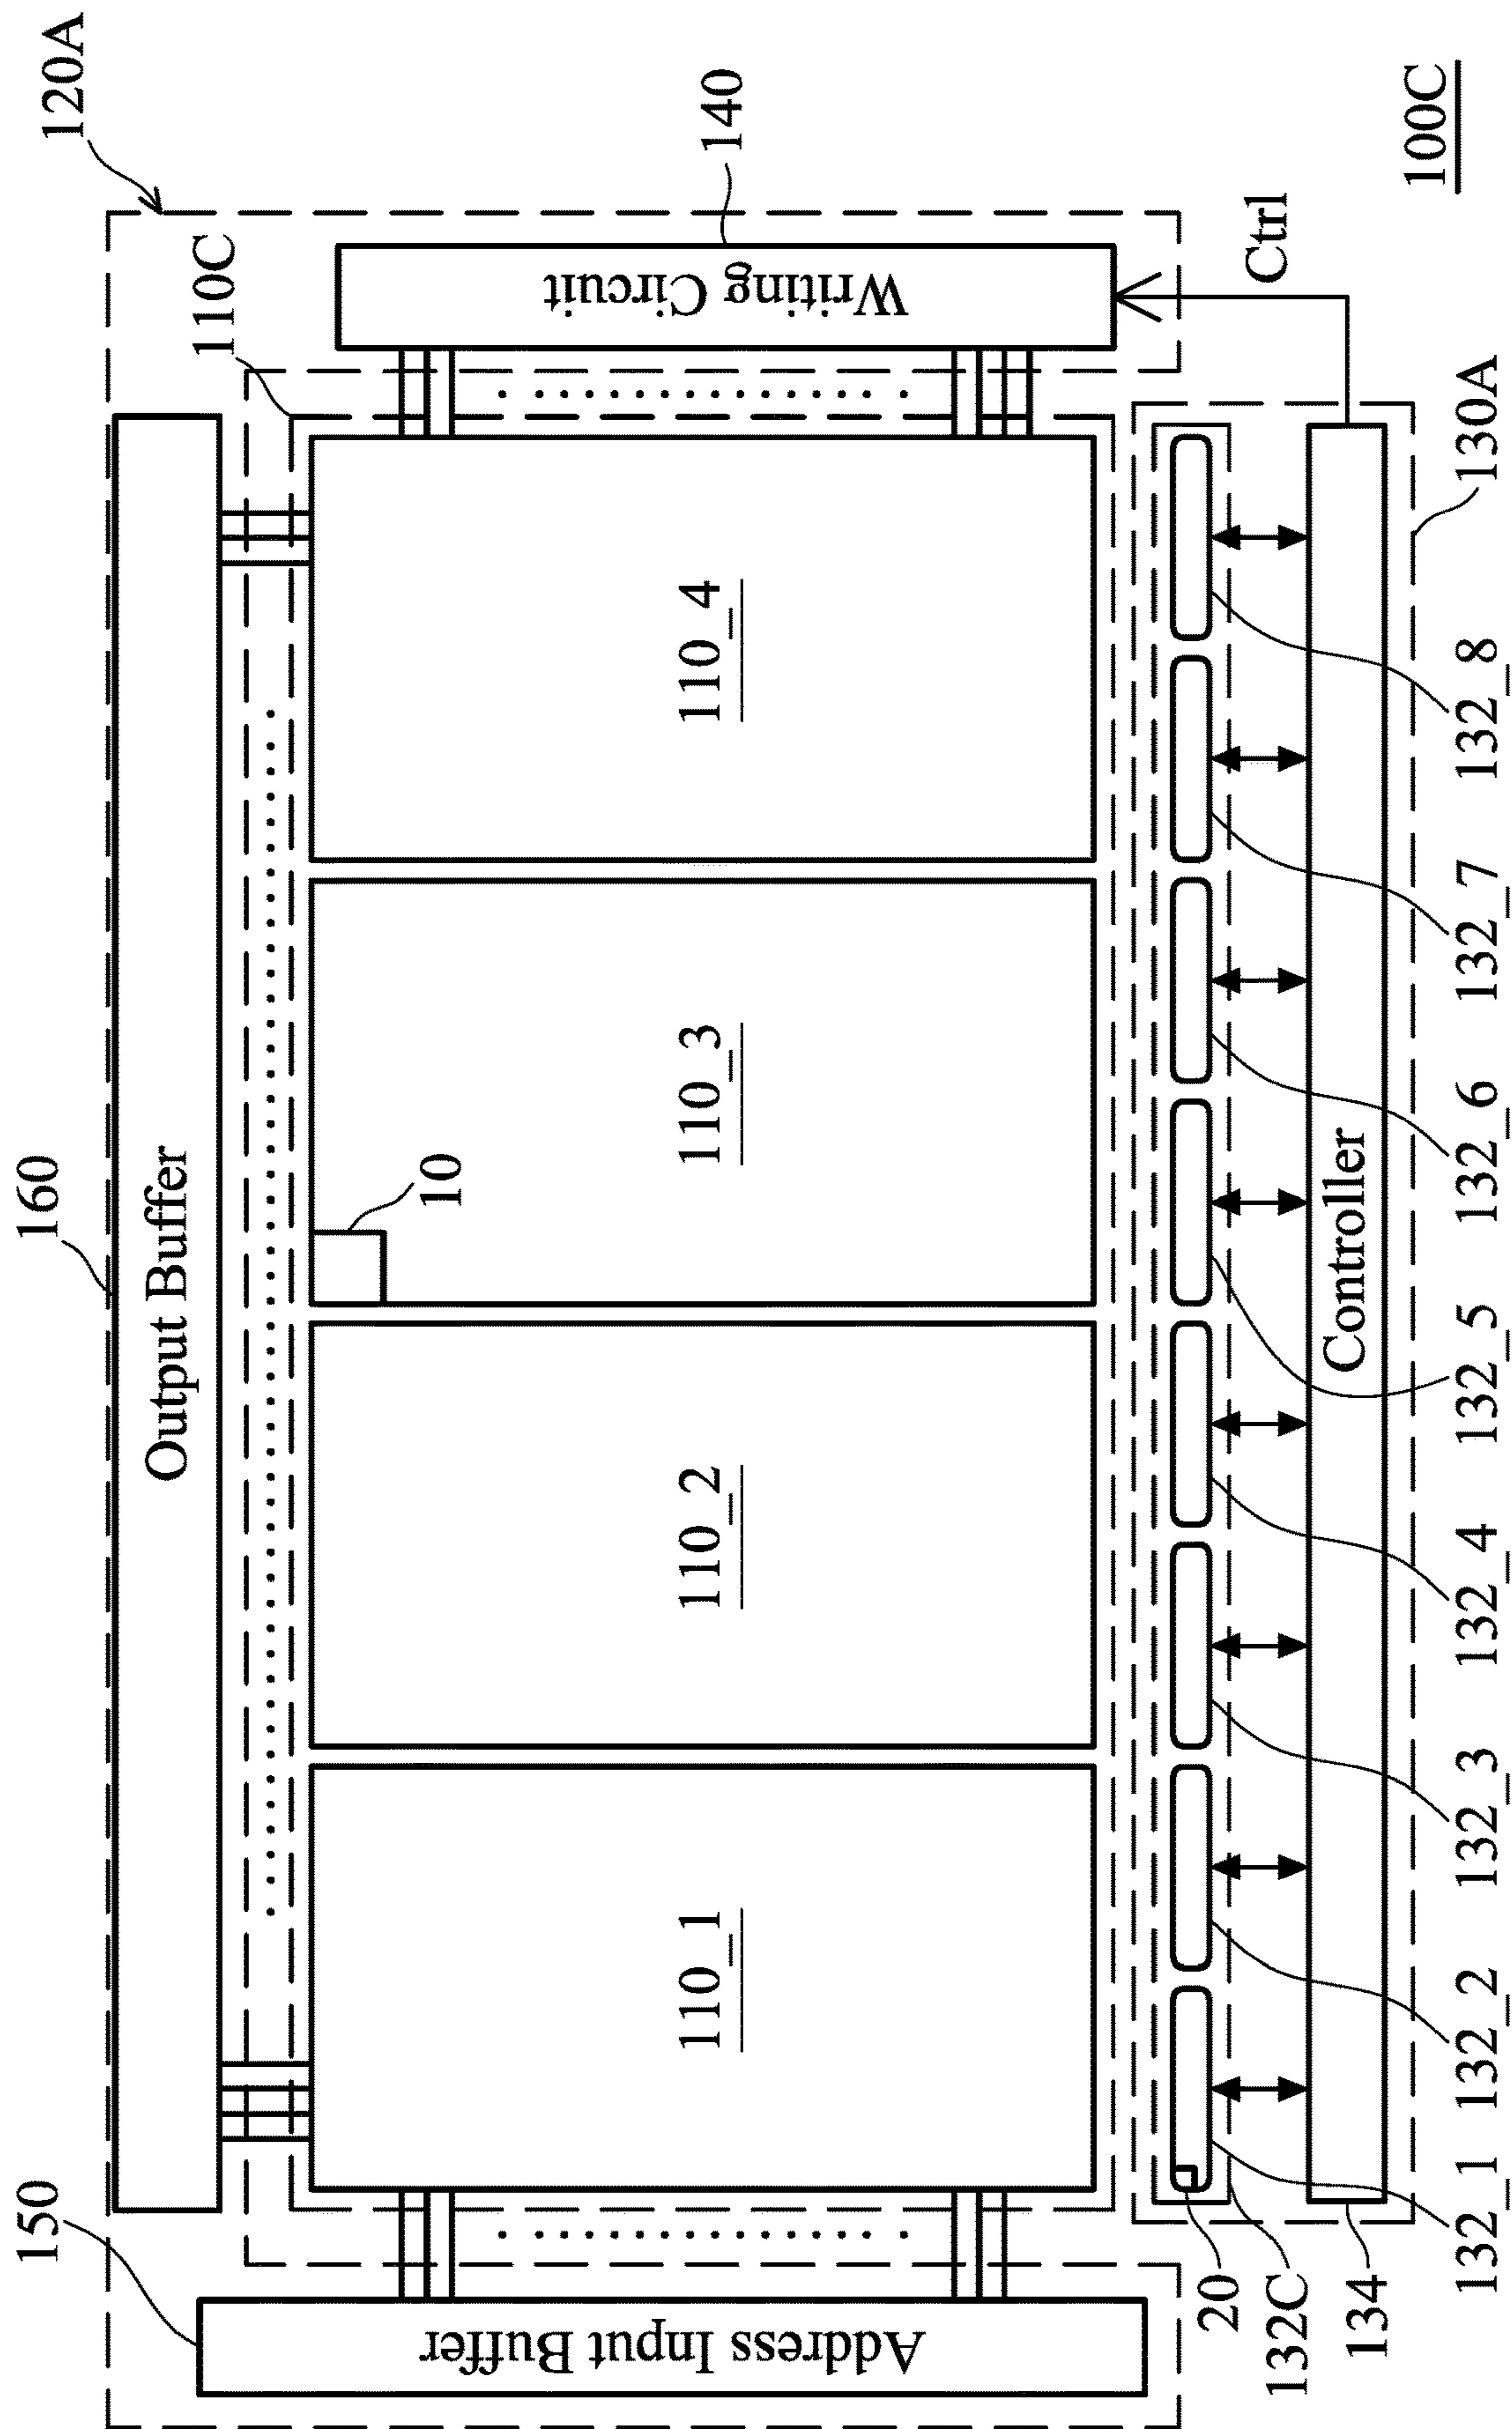 160
Output Buffer
120A
110C
150
Address Input Buffer
110_1
110_2
110_3
10
110_4
Writing Circuit
140
Ctrl
20
132C
134
Controller
132_1
132_2
132_3
132_4
132_5
132_6
132_7
132_8
130A
100C